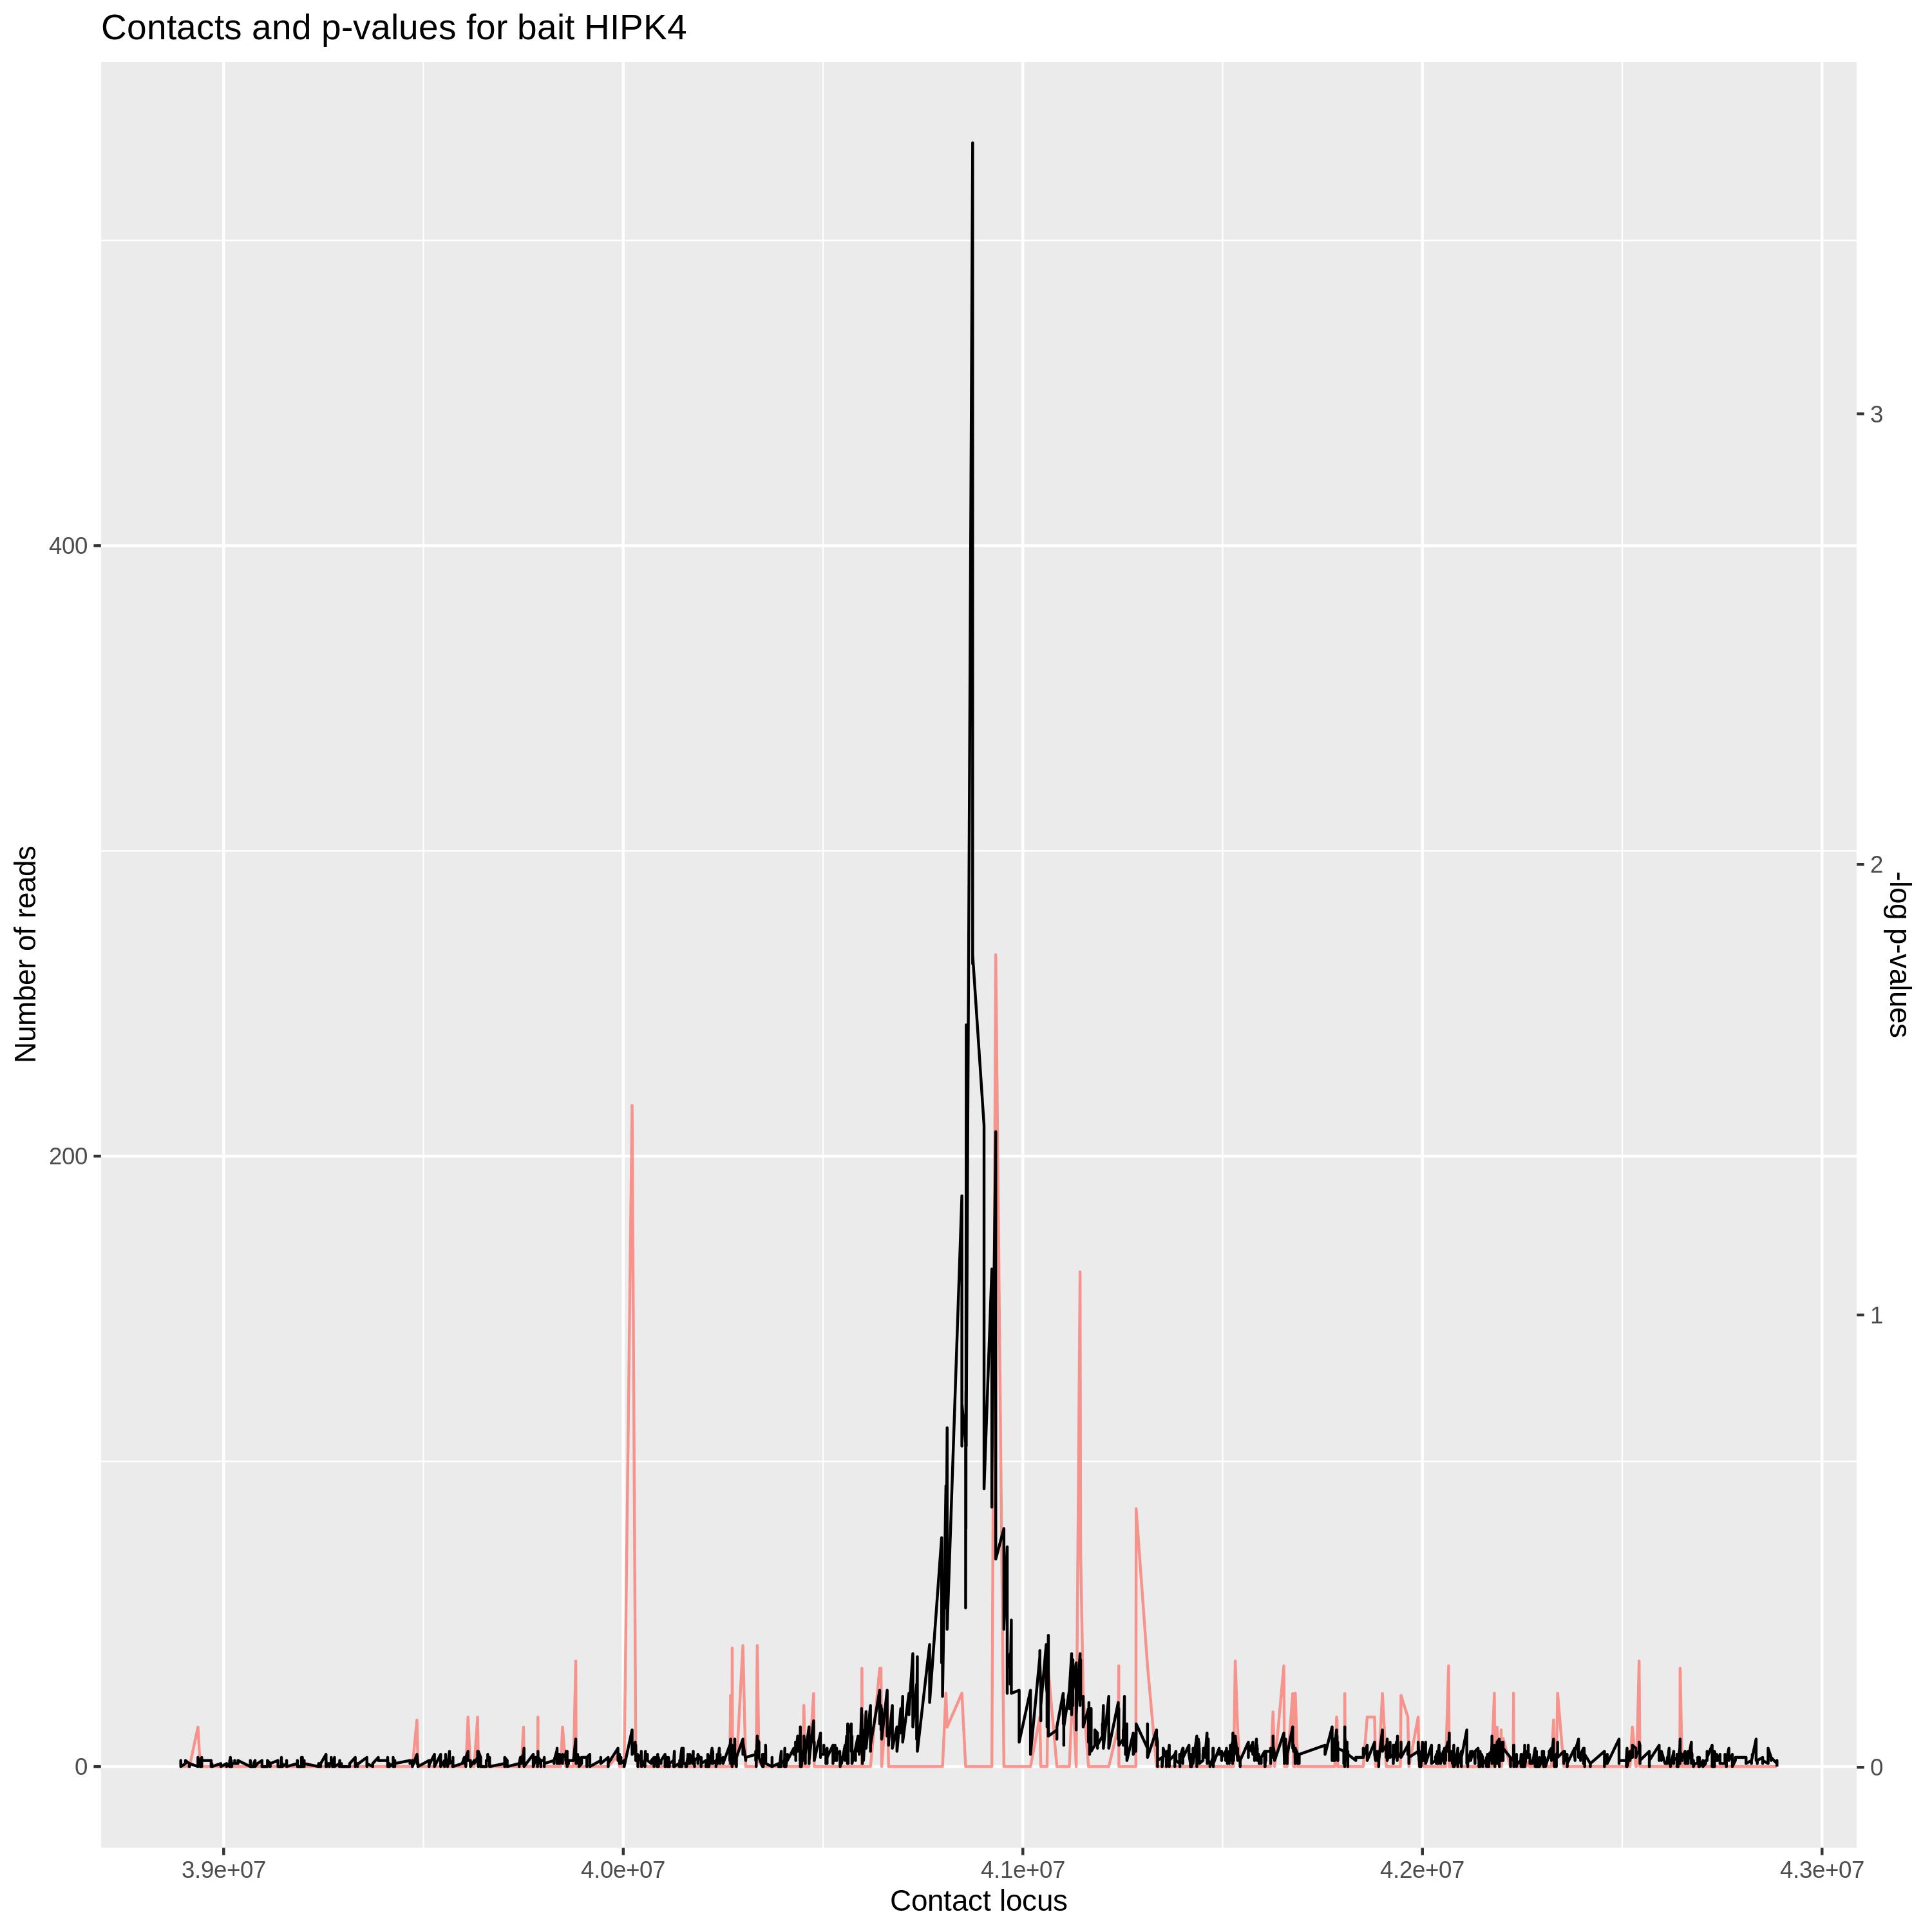 Contacts and p-values for bait HIPK4
Number of reads
400
200
0
3
2
1
0
-log p-values
3.9e+07 4.0e+07 4.1e+07 4.2e+07 4.3e+07
Contact locus